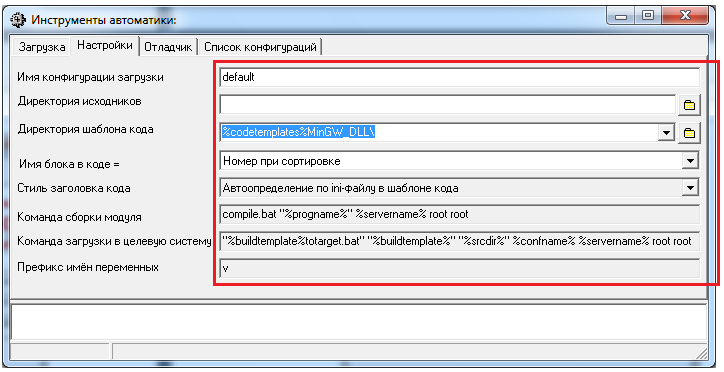 Инструменты автоматики:
Загрузка Настройки Отладчик Список конфигураций
Имя конфигурации загрузки default
Директория исходников
Директория шаблона кода %codetemplates%MinGW_DLL\
Имя блока в коде = Номер при сортировке
Стиль заголовка кода Автоопределение по ini-файлу в шаблоне кода
Команда сборки модуля compile.bat "%progname%" %servername% root root
Команда загрузки в целевую систему "%buildtemplate%totarget.bat" "%buildtemplate%" "%srcdir%" %confname% %servername% root root
Префикс имён переменных v